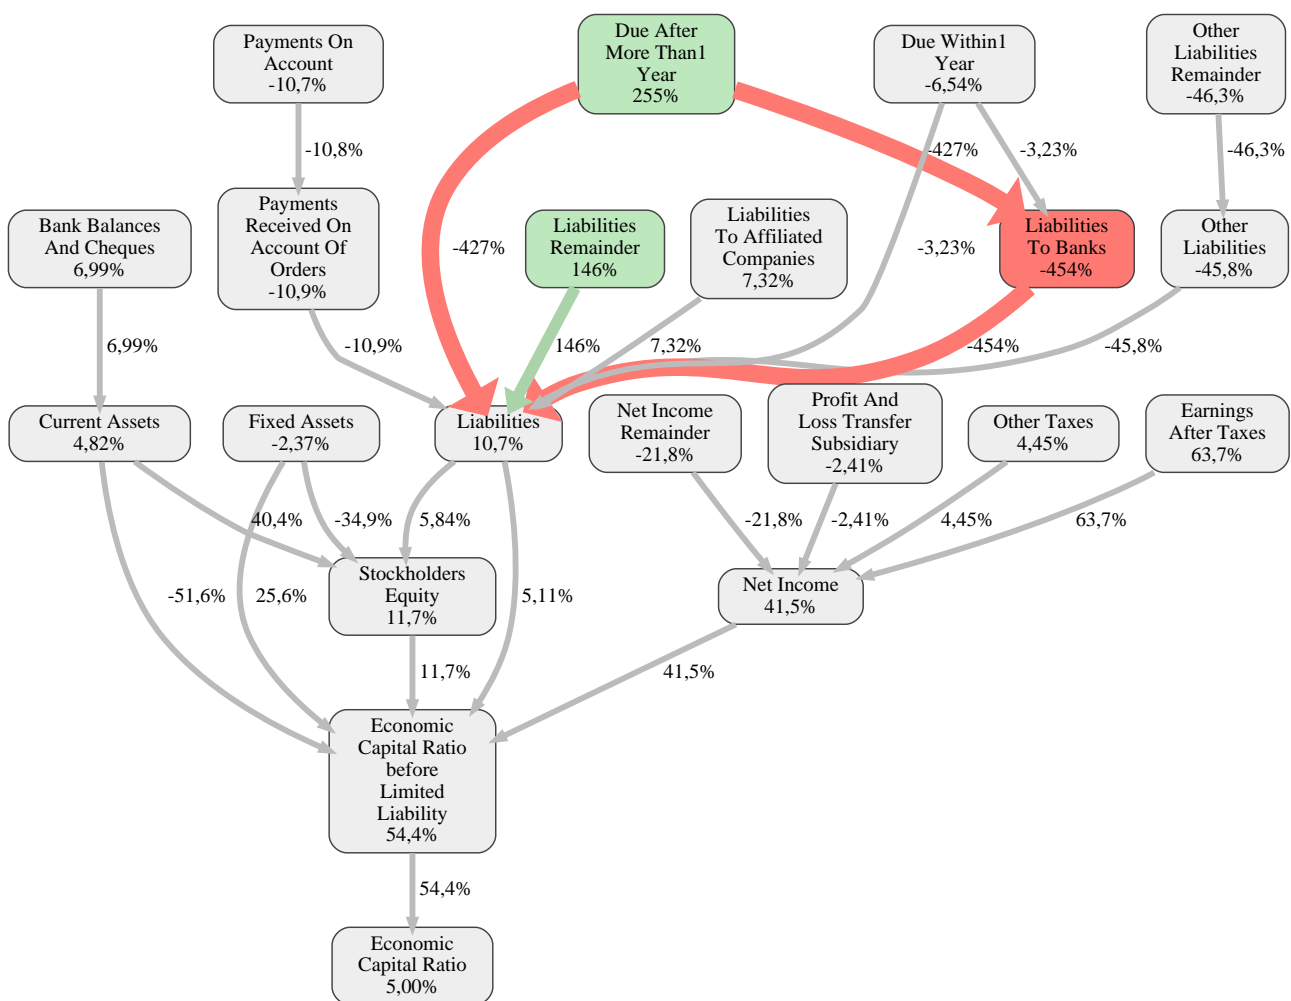 Payments On
Account
-10,7%
Due After
More Than1
Year
255%
Due Within1
Year
-6,54%
Other
Liabilities
Remainder
-46,3%
-10,8%
-427%
-3,23%
-46,3%
Bank Balances
And Cheques
6,99%
Payments
Received On
Account Of
Orders
-10,9%
-427%
Liabilities
Remainder
146%
Liabilities
To Affiliated
Companies
7,32%
-3,23%
Liabilities
To Banks
-454%
Other
Liabilities
-45,8%
6,99%
-10,9%
146%
7,32%
-454%
-45,8%
Current Assets
4,82%
Fixed Assets
-2,37%
Liabilities
10,7%
Net Income
Remainder
-21,8%
Profit And
Loss Transfer
Subsidiary
-2,41%
Other Taxes
4,45%
Earnings
After Taxes
63,7%
40,4%
-34,9%
5,84%
-21,8%
-2,41%
4,45%
63,7%
-51,6%
25,6%
Stockholders
Equity
11,7%
5,11%
Net Income
41,5%
11,7%
41,5%
Economic
Capital Ratio
before
Limited
Liability
54,4%
54,4%
Economic
Capital Ratio
5,00%